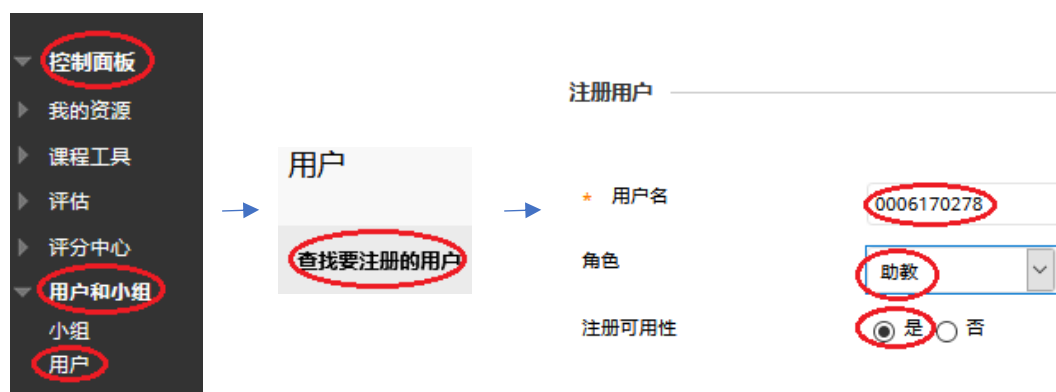 控制面板
我的资源
课程工具
评估
评分中心
用户和小组
小组
用户
用户
查找要注册的用户
注册用户
* 用户名 0006170278
角色 助教
注册可用性 是 否